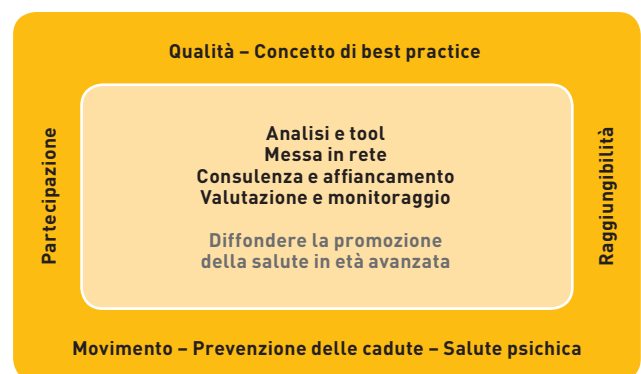 Qualità – Concetto di best practice
Partecipazione
Analisi e tool
Messa in rete
Consulenza e affiancamento
Valutazione e monitoraggio
Diffondere la promozione
della salute in età avanzata
Raggiungibilità
Movimento – Prevenzione delle cadute – Salute psichica